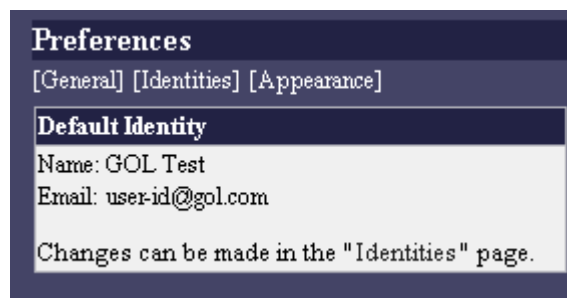 Preferences
[General] [Identities] [Appearance]
Default Identity
Name: GOL Test
Email: user-id@gol.com
Changes can be made in the "Identities" page.